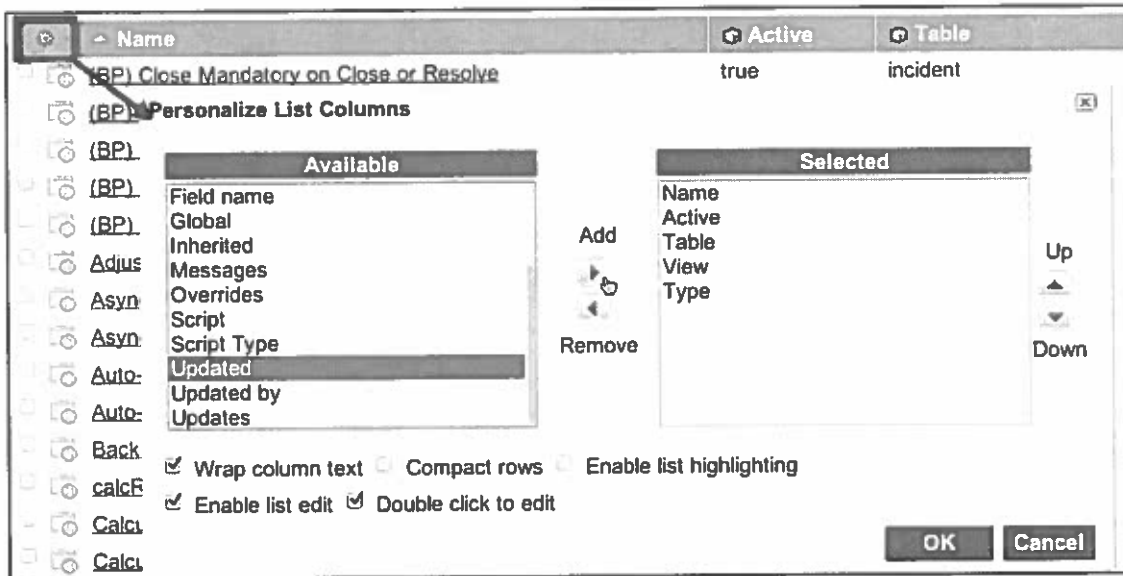 Name Active Table
(BP) Close Mandatory on Close or Resolve true incident
(BP) Personalize List Columns
(BP)
(BP)
(BP)
Adjus
Asyn
Asyn
Auto-
Auto-
Back
calcF
Calcu
Calcu
Available
Field name
Global
Inherited
Messages
Overrides
Script
Script Type
Updated
Updated by
Updates
Add
Remove
Selected
Name
Active
Table
View
Type
Up
Down
Wrap column text Compact rows Enable list highlighting
Enable list edit Double click to edit
OK Cancel